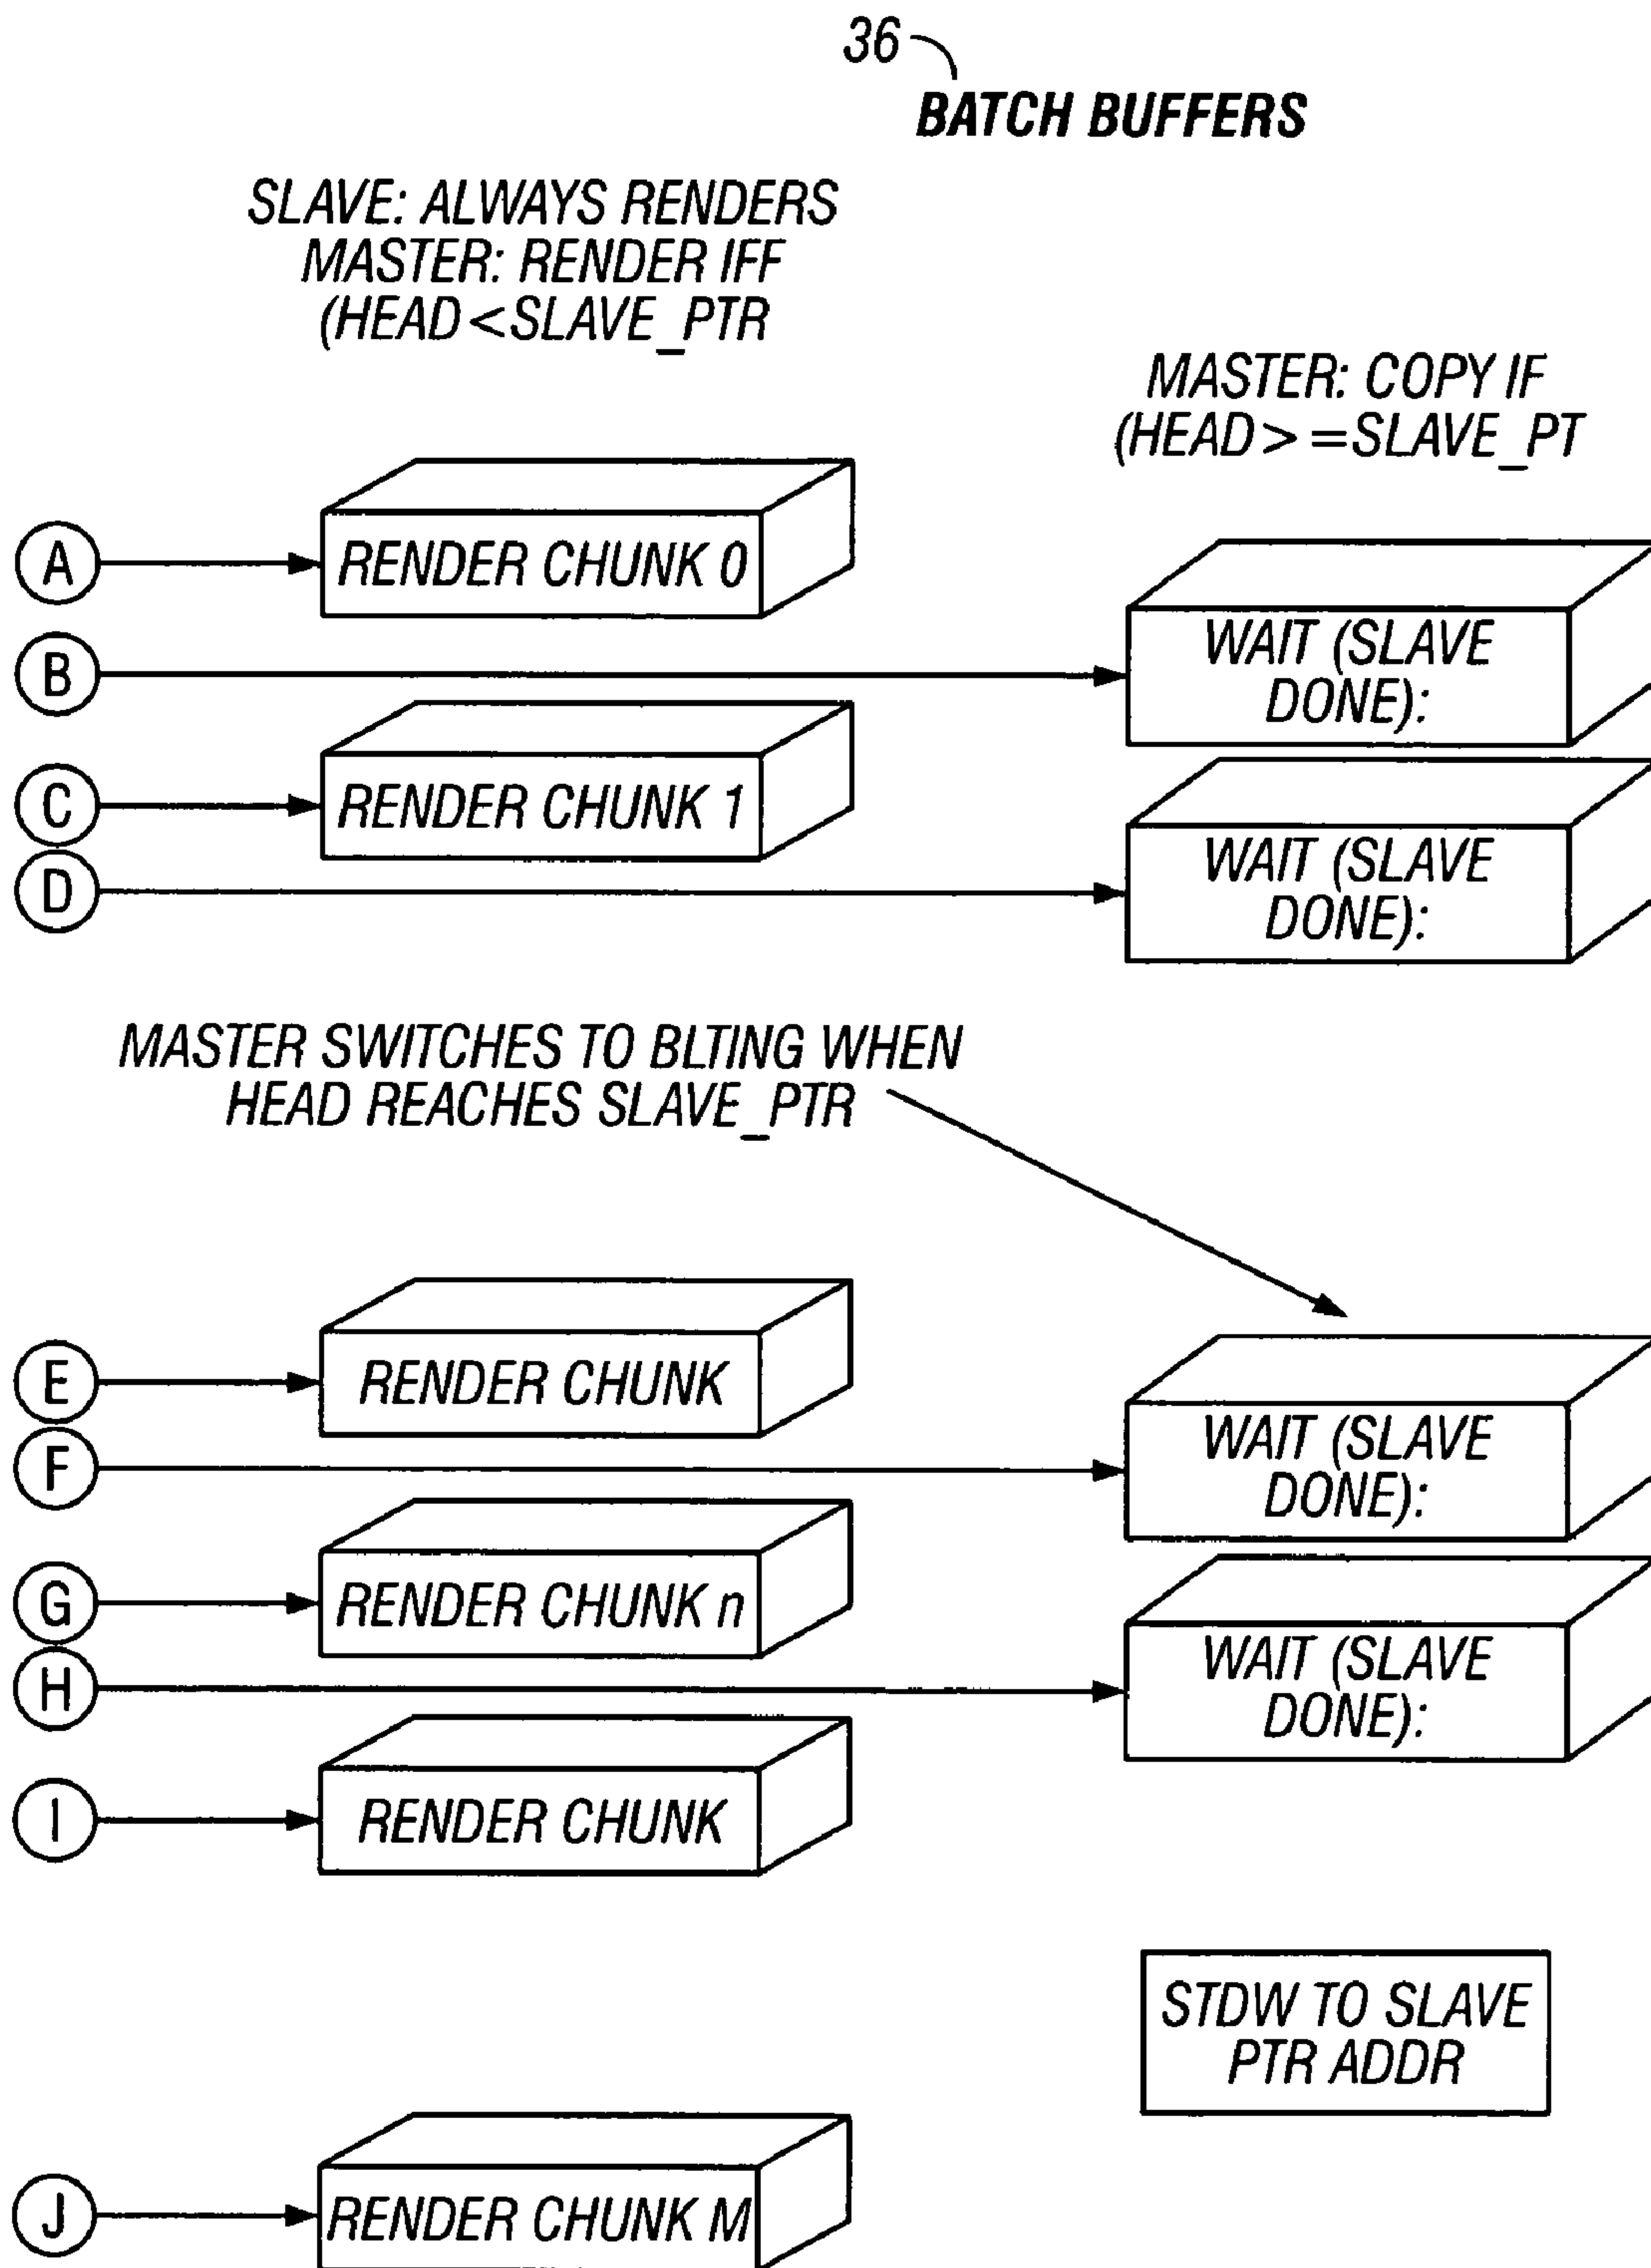 36
BATCH BUFFERS
SLAVE: ALWAYS RENDERS
MASTER: RENDER IFF
(HEAD<SLAVE_PTR
MASTER: COPY IF
(HEAD>=SLAVE_PT
A
RENDER CHUNK 0
B
WAIT (SLAVE
DONE):
C
RENDER CHUNK 1
D
WAIT (SLAVE
DONE):
MASTER SWITCHES TO BLTING WHEN
HEAD REACHES SLAVE_PTR
E
RENDER CHUNK
F
WAIT (SLAVE
DONE):
G
RENDER CHUNK n
H
WAIT (SLAVE
DONE):
I
RENDER CHUNK
STDW TO SLAVE
PTR ADDR
J
RENDER CHUNK M